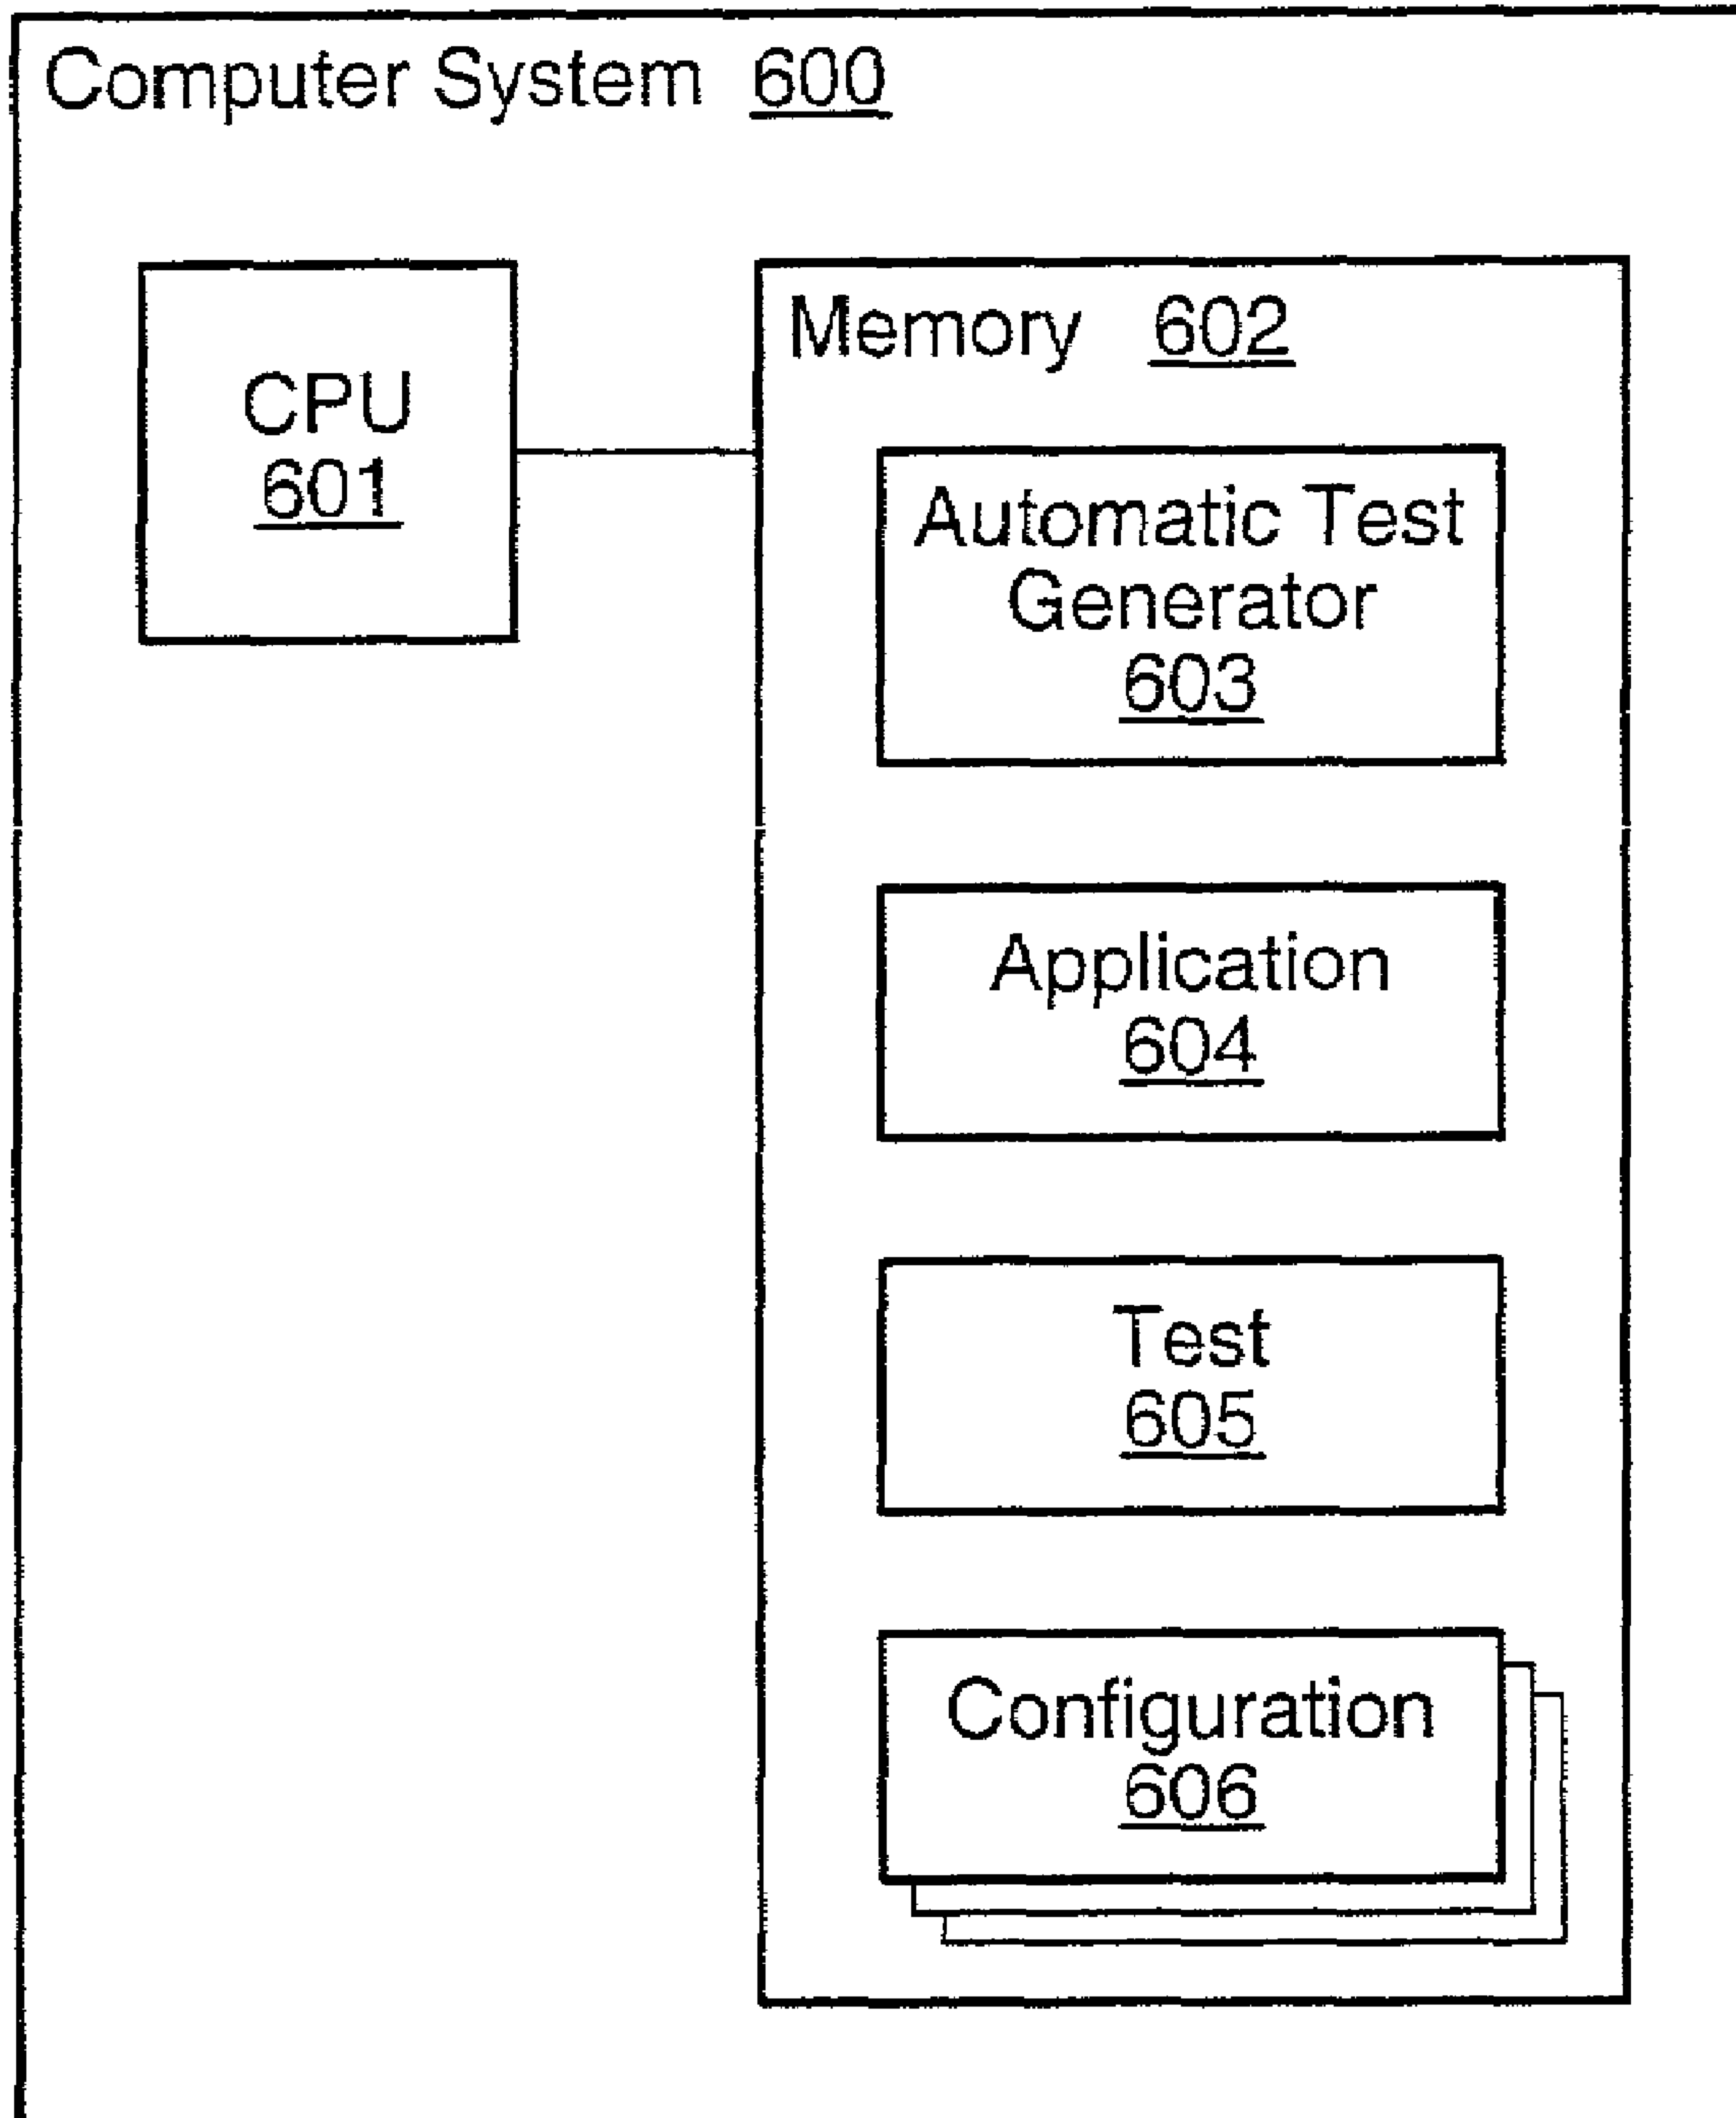 Computer System 600
CPU
601
Memory 602
Automatic Test
Generator
603
Application
604
Test
605
Configuration
606